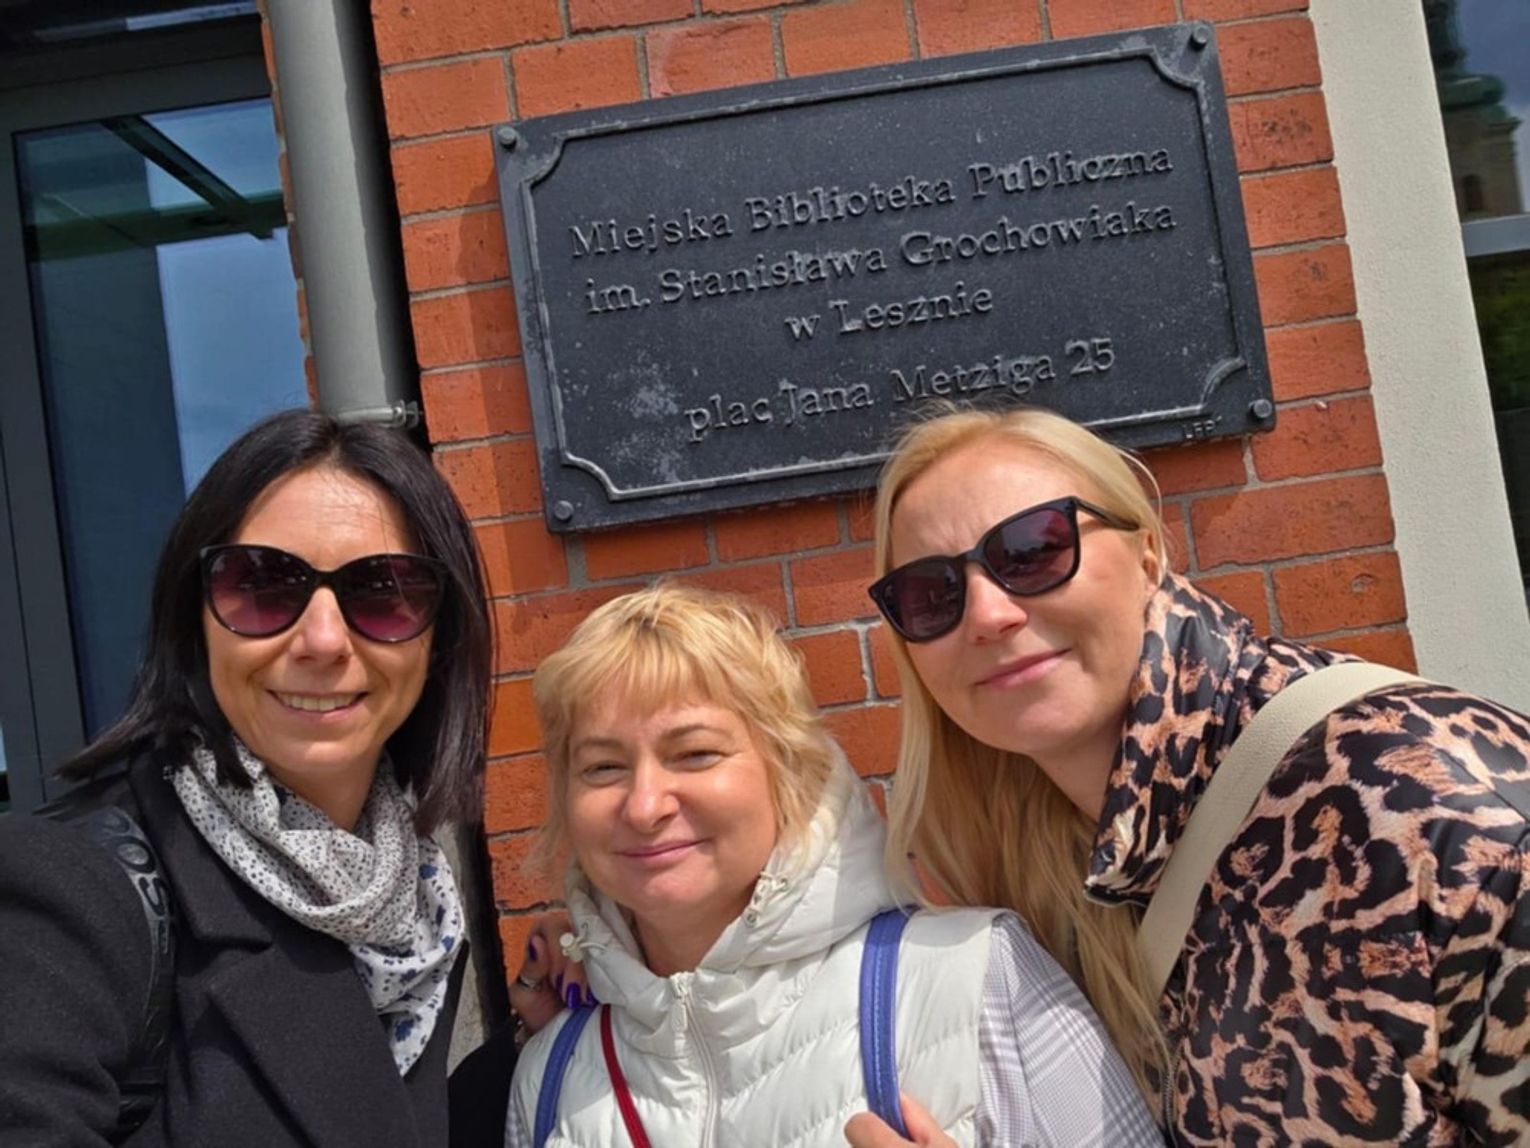 Miejska Biblioteka Publiczna
im. Stanisława Grochowiaka
w Lesznie
plac Jana Metziga 25